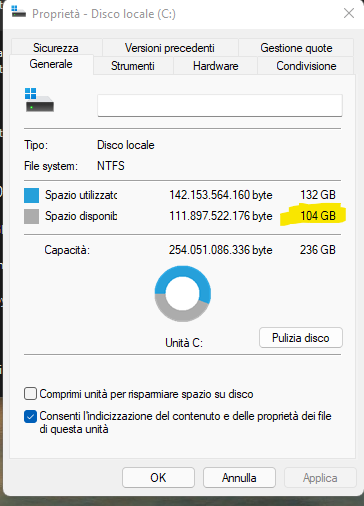 Proprietà - Disco locale (C:)
Sicurezza Versioni precedenti Gestione quote
Generale Strumenti Hardware Condivisione
Tipo: Disco locale
File system: NTFS
Spazio utilizzato 142.153.564.160 byte 132 GB
Spazio disponib 111.897.522.176 byte 104 GB
Capacità: 254.051.086.336 byte 236 GB
Unità C:
Pulizia disco
Comprimi unità per risparmiare spazio su disco
Consenti l'indicizzazione del contenuto e delle proprietà dei file
di questa unità
OK Annulla Applica